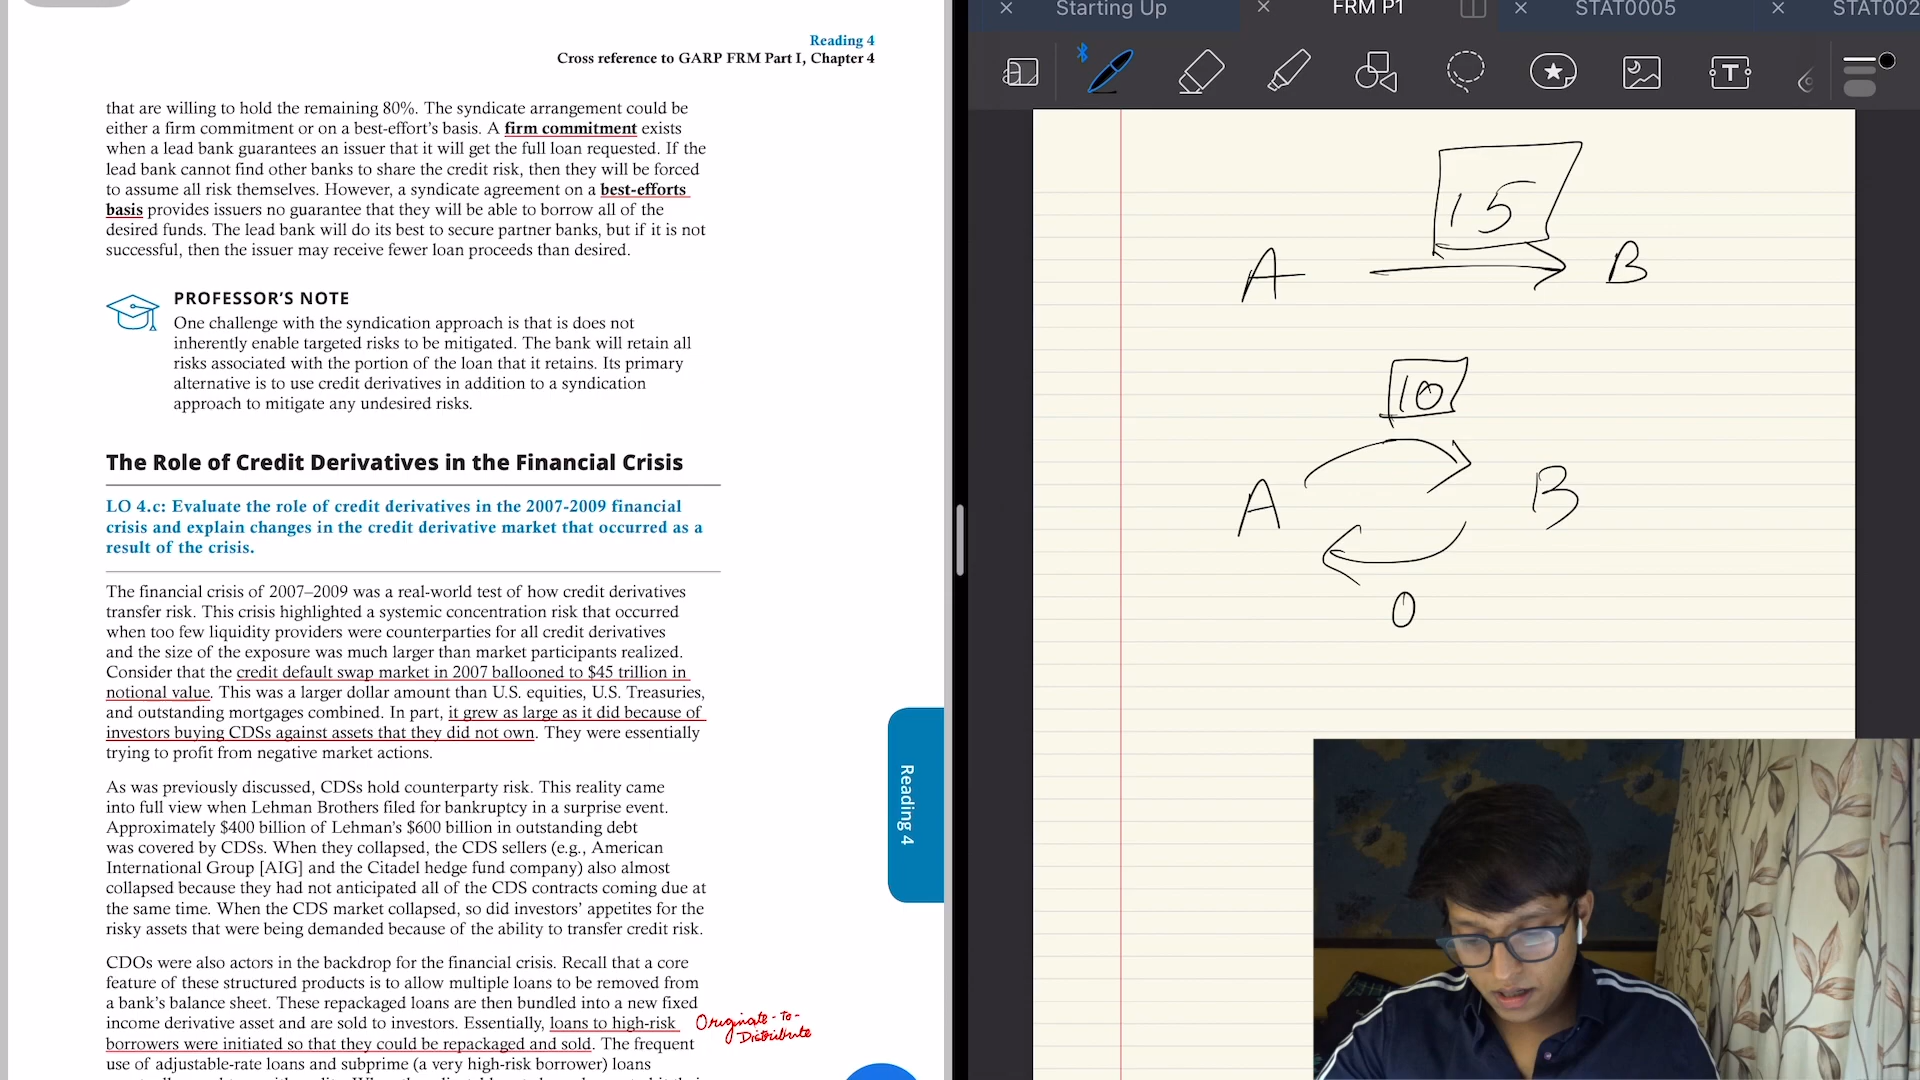 Reading 4
Cross reference to GARP FRM Part I, Chapter 4
that are willing to hold the remaining 80%. The syndicate arrangement could be
either a firm commitment or on a best-effort's basis. A firm commitment exists
when a lead bank guarantees an issuer that it will get the full loan requested. If the
lead bank cannot find other banks to share the credit risk, then they will be forced
to assume all risk themselves. However, a syndicate agreement on a best-efforts
basis provides issuers no guarantee that they will be able to borrow all of the
desired funds. The lead bank will do its best to secure partner banks, but if it is not
successful, then the issuer may receive fewer loan proceeds than desired.
PROFESSOR'S NOTE
One challenge with the syndication approach is that is does not
inherently enable targeted risks to be mitigated. The bank will retain all
risks associated with the portion of the loan that it retains. Its primary
alternative is to use credit derivatives in addition to a syndication
approach to mitigate any undesired risks.
The Role of Credit Derivatives in the Financial Crisis
LO 4.c: Evaluate the role of credit derivatives in the 2007-2009 financial
crisis and explain changes in the credit derivative market that occurred as a
result of the crisis.
The financial crisis of 2007–2009 was a real-world test of how credit derivatives
transfer risk. This crisis highlighted a systemic concentration risk that occurred
when too few liquidity providers were counterparties for all credit derivatives
and the size of the exposure was much larger than market participants realized.
Consider that the credit default swap market in 2007 ballooned to $45 trillion in
notional value. This was a larger dollar amount than U.S. equities, U.S. Treasuries,
and outstanding mortgages combined. In part, it grew as large as it did because of
investors buying CDSs against assets that they did not own. They were essentially
trying to profit from negative market actions.
As was previously discussed, CDSs hold counterparty risk. This reality came
into full view when Lehman Brothers filed for bankruptcy in a surprise event.
Approximately $400 billion of Lehman's $600 billion in outstanding debt
was covered by CDSs. When they collapsed, the CDS sellers (e.g., American
International Group [AIG] and the Citadel hedge fund company) also almost
collapsed because they had not anticipated all of the CDS contracts coming due at
the same time. When the CDS market collapsed, so did investors' appetites for the
risky assets that were being demanded because of the ability to transfer credit risk.
CDOs were also actors in the backdrop for the financial crisis. Recall that a core
feature of these structured products is to allow multiple loans to be removed from
a bank's balance sheet. These repackaged loans are then bundled into a new fixed
income derivative asset and are sold to investors. Essentially, loans to high-risk
borrowers were initiated so that they could be repackaged and sold. The frequent
use of adjustable-rate loans and subprime (a very high-risk borrower) loans
Originate-to-
Distribute
Reading 4
Starting Up
FRM P1
STAT0005
STAT002
15
A B
10
A B
0